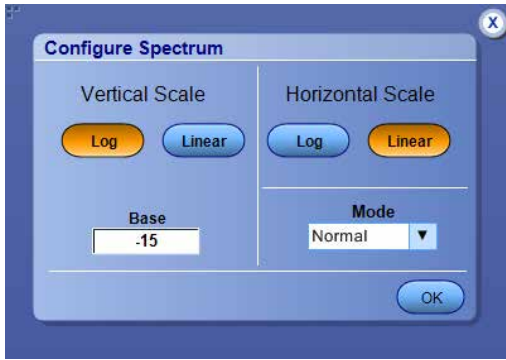 X
Configure Spectrum
Vertical Scale
Horizontal Scale
Log
Linear
Log
Linear
Base
-15
Mode
Normal
OK